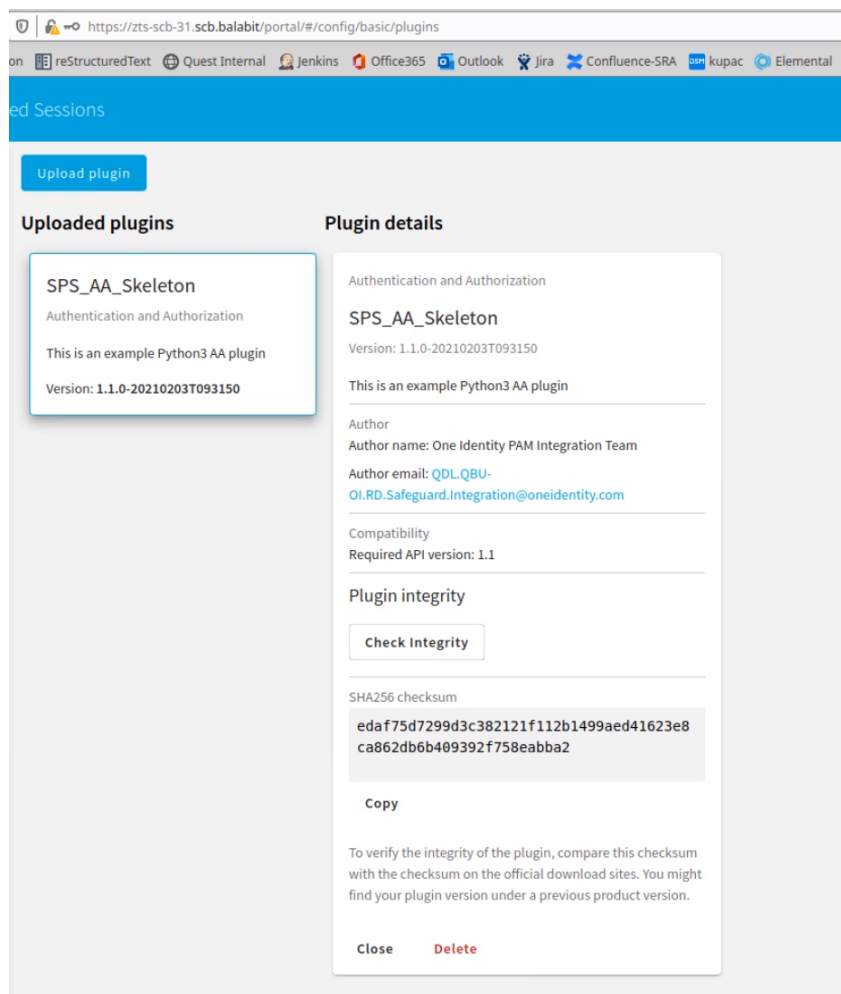 https://zts-scb-31.scb.balabit/portal/#/config/basic/plugins
on reStructuredText Quest Internal Jenkins Office365 Outlook Jira Confluence-SRA DSM kupac Elemental
ed Sessions
Upload plugin
Uploaded plugins
SPS_AA_Skeleton
Authentication and Authorization
This is an example Python3 AA plugin
Version: 1.1.0-20210203T093150
Plugin details
Authentication and Authorization
SPS_AA_Skeleton
Version: 1.1.0-20210203T093150
This is an example Python3 AA plugin
Author
Author name: One Identity PAM Integration Team
Author email: QDL.QBU-
OI.RD.Safeguard.Integration@oneidentity.com
Compatibility
Required API version: 1.1
Plugin integrity
Check Integrity
SHA256 checksum
edaf75d7299d3c382121f112b1499aed41623e8
ca862db6b409392f758eabba2
Copy
To verify the integrity of the plugin, compare this checksum
with the checksum on the official download sites. You might
find your plugin version under a previous product version.
Close Delete